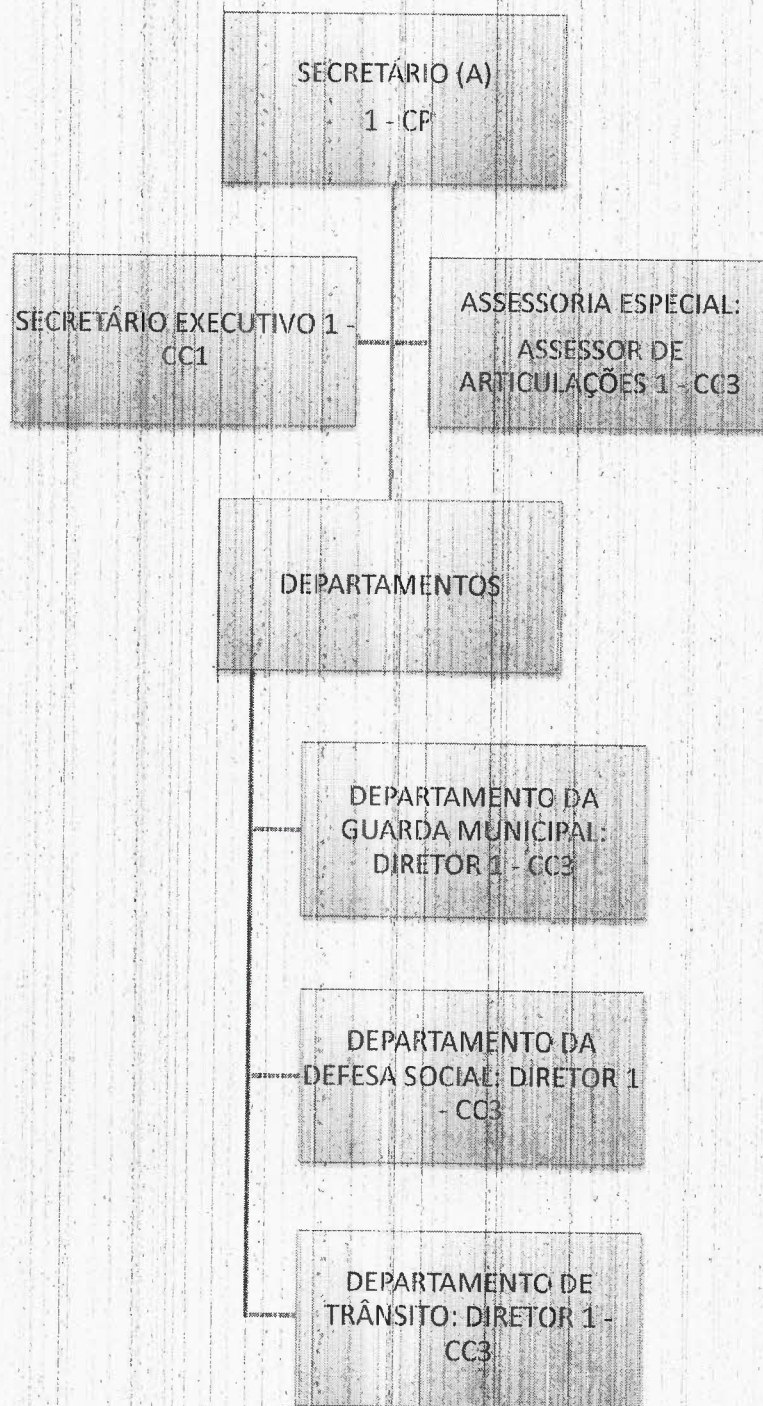 SECRETÁRIO (A)
1 - CP
SECRETÁRIO EXECUTIVO 1 -
CC1
ASSESSORIA ESPECIAL:
ASSESSOR DE
ARTICULAÇÕES 1 - CC3
DEPARTAMENTOS
DEPARTAMENTO DA
GUARDA MUNICIPAL:
DIRETOR 1 - CC3
DEPARTAMENTO DA
DEFESA SOCIAL: DIRETOR 1
- CC3
DEPARTAMENTO DE
TRÂNSITO: DIRETOR 1 -
CC3